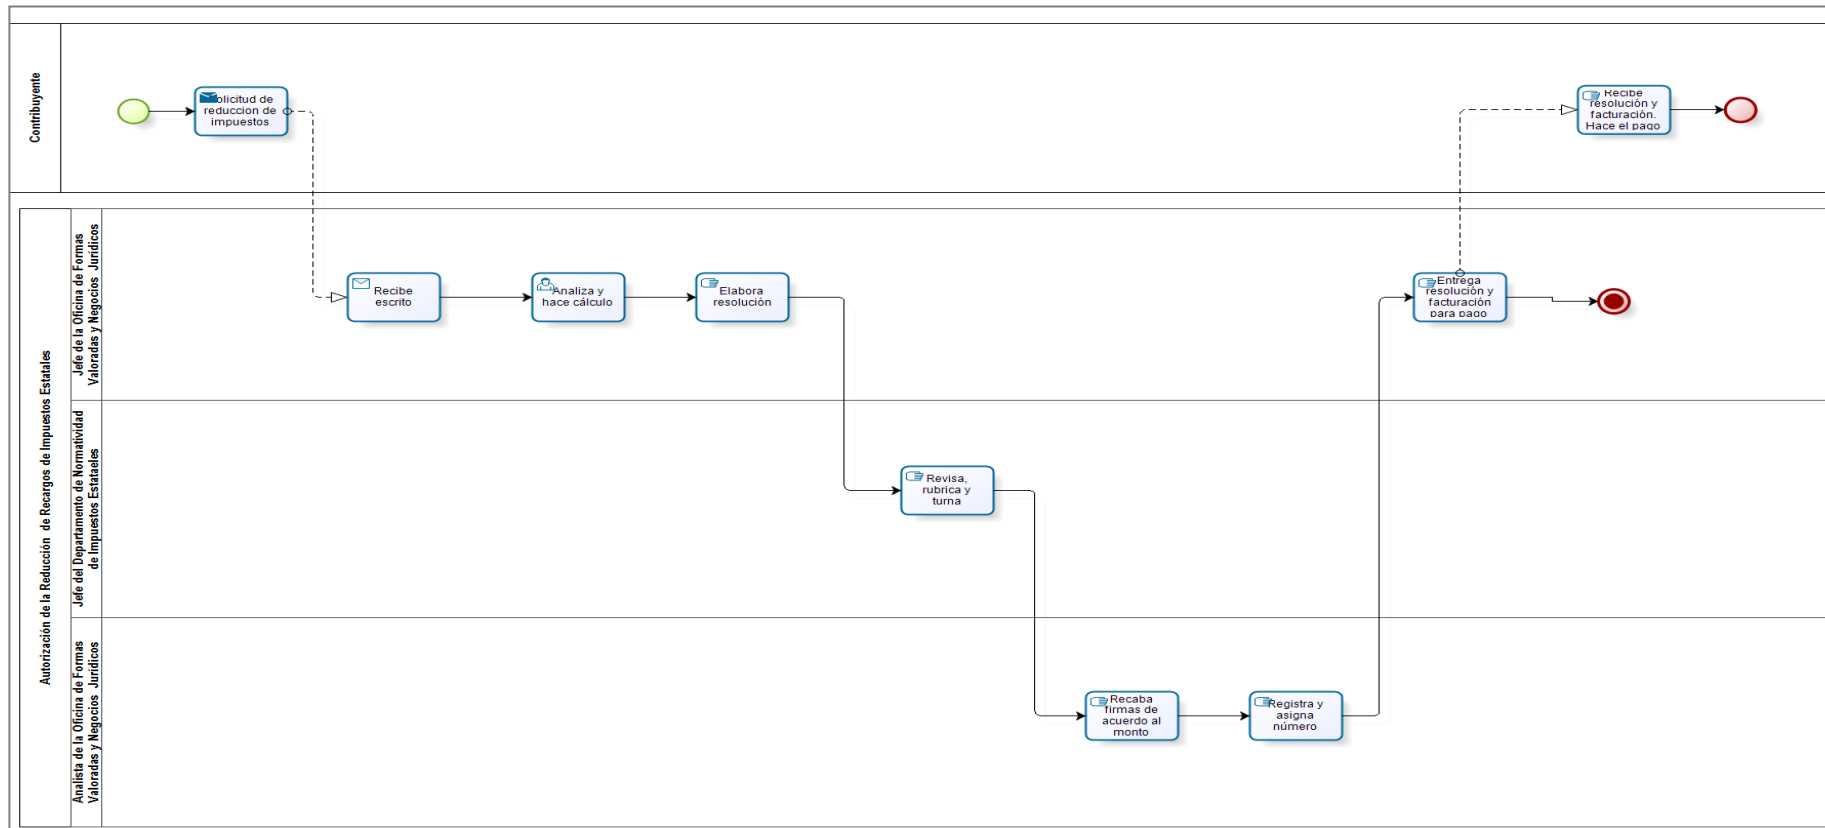 Contribuyente
olicitud de
reduccion de
impuestos
Recibe
resolución y
facturación.
Hace el pago
Autorización de la Reducción de Recargos de Impuestos Estatales
Jefe de la Oficina de Formas
Valoradas y Negocios Jurídicos
Recibe
escrito
Analiza y
hace cálculo
Elabora
resolución
Entrega
resolución y
facturación
para pago
Jefe del Departamento de Normatividad
de Impuestos Estataeles
Revisa,
rubrica y
turna
Analista de la Oficina de Formas
Valoradas y Negocios Jurídicos
Recaba
firmas de
acuerdo al
monto
Registra y
asigna
número